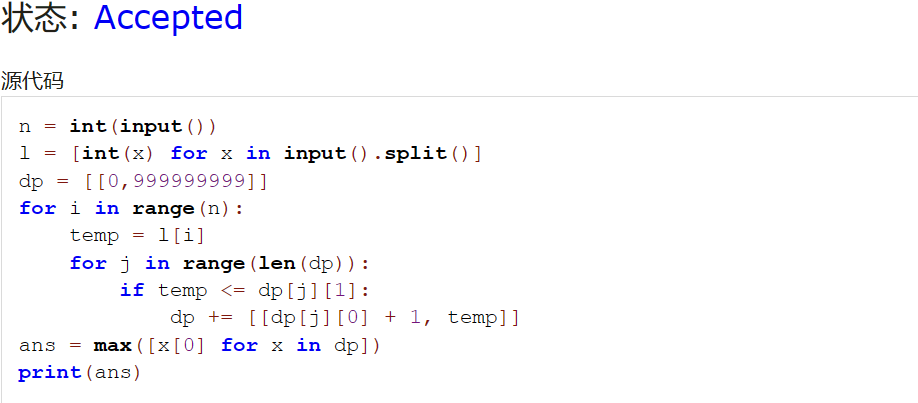 状态: Accepted
源代码
n = int(input())
l = [int(x) for x in input().split()]
dp = [[0,999999999]]
for i in range(n):
    temp = l[i]
    for j in range(len(dp)):
        if temp <= dp[j][1]:
            dp += [[dp[j][0] + 1, temp]]
ans = max([x[0] for x in dp])
print(ans)